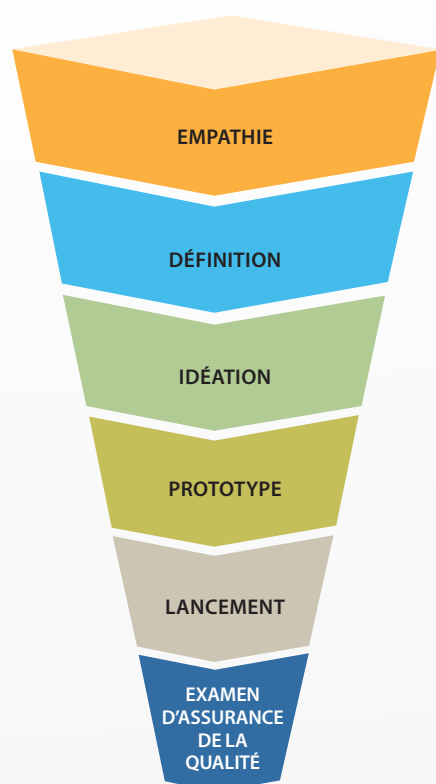 EMPATHIE
DÉFINITION
IDÉATION
PROTOTYPE
LANCEMENT
EXAMEN
D’ASSURANCE
DE LA
QUALITÉ